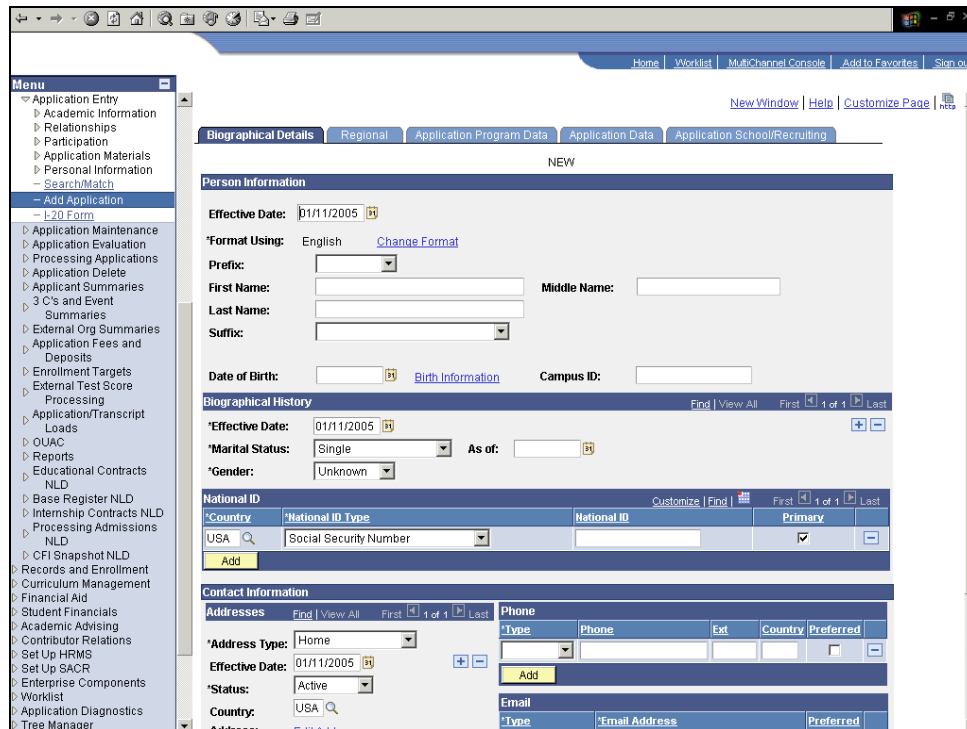 Home | Worklist | MultiChannel Console | Add to Favorites | Sign ou
Menu
Application Entry
Academic Information
Relationships
Participation
Application Materials
Personal Information
– Search/Match
– Add Application
– I-20 Form
Application Maintenance
Application Evaluation
Processing Applications
Application Delete
Applicant Summaries
3 C's and Event
Summaries
External Org Summaries
Application Fees and
Deposits
Enrollment Targets
External Test Score
Processing
Application/Transcript
Loads
OUAC
Reports
Educational Contracts
NLD
Base Register NLD
Internship Contracts NLD
Processing Admissions
NLD
CFI Snapshot NLD
Records and Enrollment
Curriculum Management
Financial Aid
Student Financials
Academic Advising
Contributor Relations
Set Up HRMS
Set Up SACR
Enterprise Components
Worklist
Application Diagnostics
Tree Manager
New Window | Help | Customize Page | http
Biographical Details Regional Application Program Data Application Data Application School/Recruiting
NEW
Person Information
Effective Date: 01/11/2005 31
*Format Using: English Change Format
Prefix:
First Name: Middle Name:
Last Name:
Suffix:
Date of Birth: 31 Birth Information Campus ID:
Biographical History Find | View All First 1 of 1 Last
*Effective Date: 01/11/2005 31
*Marital Status: Single As of: 31
*Gender: Unknown
National ID Customize | Find | First 1 of 1 Last
*Country *National ID Type National ID Primary
USA Social Security Number
Add
Contact Information
Addresses Find | View All First 1 of 1 Last
*Address Type: Home
Effective Date: 01/11/2005 31
*Status: Active
Country: USA
Phone
*Type Phone Ext Country Preferred
Add
Email
*Type *Email Address Preferred